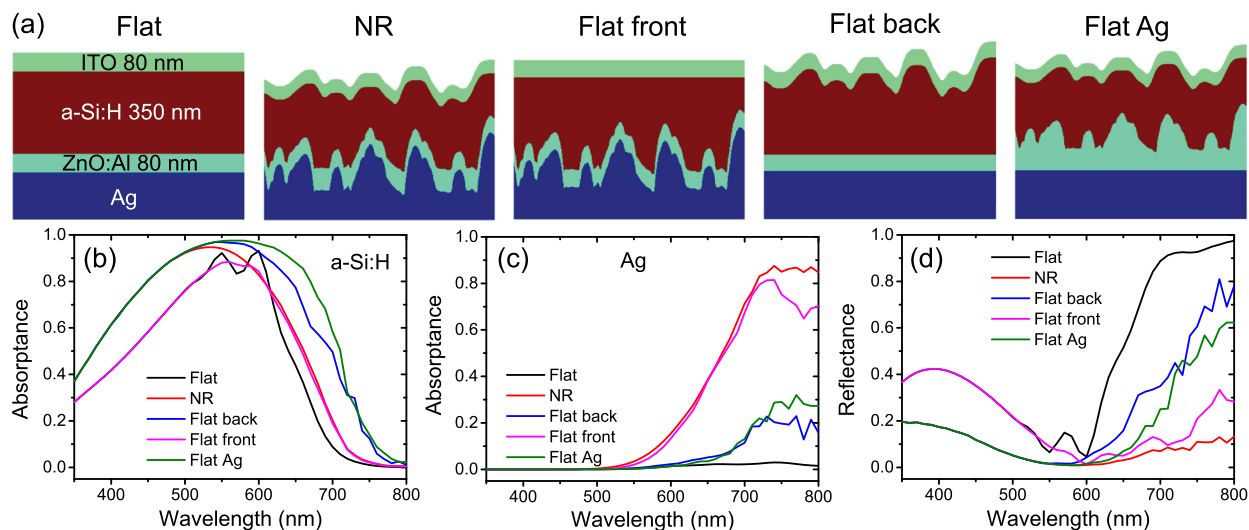 (a)
Flat
NR
Flat front
Flat back
Flat Ag
ITO 80 nm
a-Si:H 350 nm
ZnO:Al 80 nm
Ag
(b)
a-Si:H
Absorptance
1.0
0.8
0.6
0.4
0.2
0.0
Flat
NR
Flat back
Flat front
Flat Ag
400 500 600 700 800
Wavelength (nm)
(c)
Ag
Absorptance
1.0
0.8
0.6
0.4
0.2
0.0
Flat
NR
Flat back
Flat front
Flat Ag
400 500 600 700 800
Wavelength (nm)
(d)
Reflectance
1.0
0.8
0.6
0.4
0.2
0.0
Flat
NR
Flat back
Flat front
Flat Ag
400 500 600 700 800
Wavelength (nm)